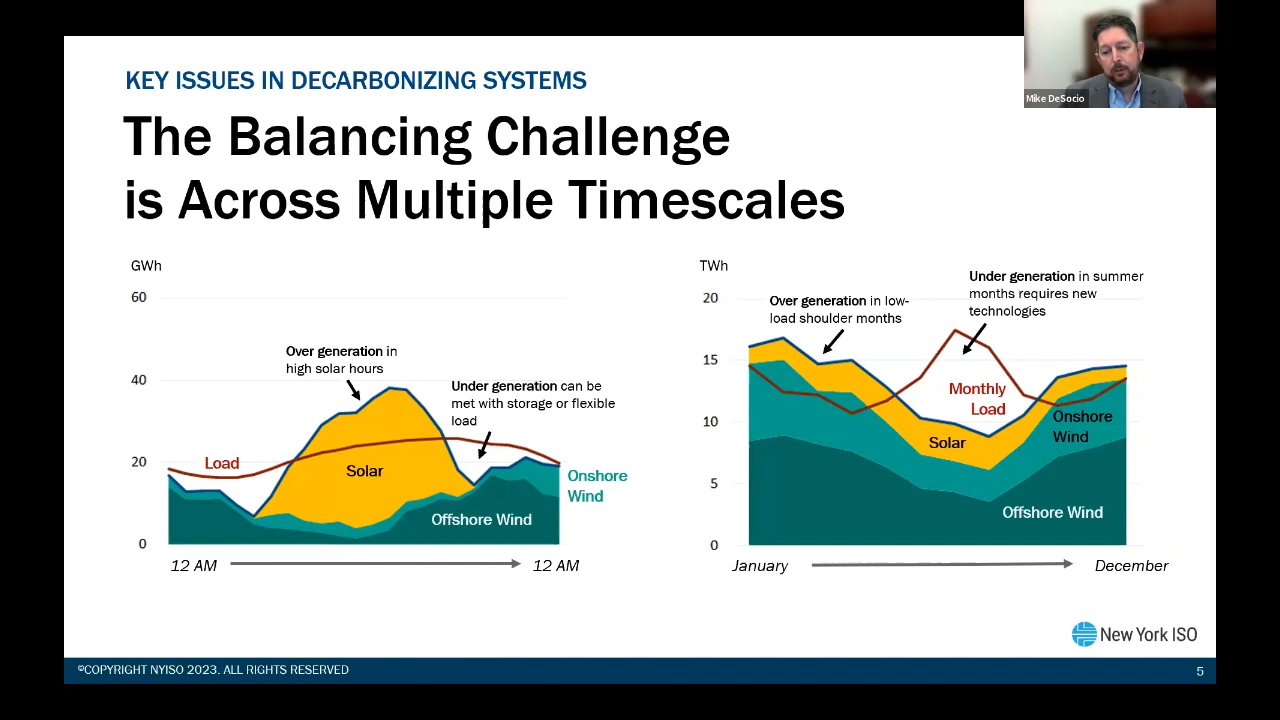 Mike DeSocio
KEY ISSUES IN DECARBONIZING SYSTEMS
The Balancing Challenge
is Across Multiple Timescales
GWh
60
40
20
0
Over generation in
high solar hours
Under generation can be
met with storage or flexible
load
Load
Solar
Onshore
Wind
Offshore Wind
12 AM
12 AM
TWh
20
15
10
5
0
Over generation in low-
load shoulder months
Under generation in summer
months requires new
technologies
Monthly
Load
Solar
Onshore
Wind
Offshore Wind
January
December
New York ISO
©COPYRIGHT NYISO 2023. ALL RIGHTS RESERVED
5